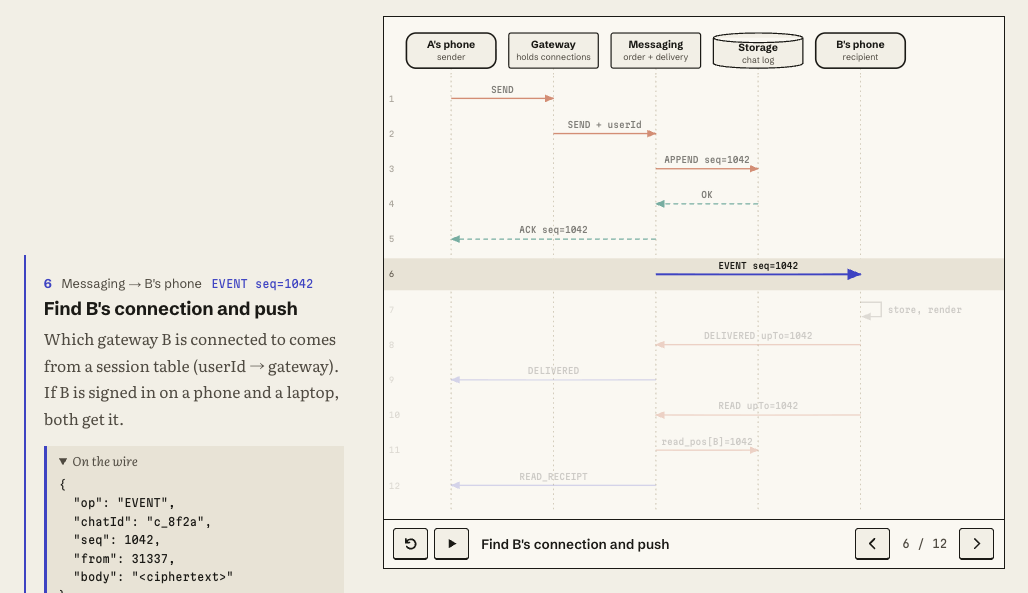 A's phone
sender
Gateway
holds connections
Messaging
order + delivery
Storage
chat log
B's phone
recipient
1 SEND
2 SEND + userId
3 APPEND seq=1042
4 OK
5 ACK seq=1042
6 EVENT seq=1042
7 store, render
8 DELIVERED upTo=1042
9 DELIVERED
10 READ upTo=1042
11 read_pos[B]=1042
12 READ_RECEIPT
Find B's connection and push
6 / 12
6 Messaging → B's phone EVENT seq=1042
Find B's connection and push
Which gateway B is connected to comes
from a session table (userId → gateway).
If B is signed in on a phone and a laptop,
both get it.
▼ On the wire
{
"op": "EVENT",
"chatId": "c_8f2a",
"seq": 1042,
"from": 31337,
"body": "<ciphertext>"
}